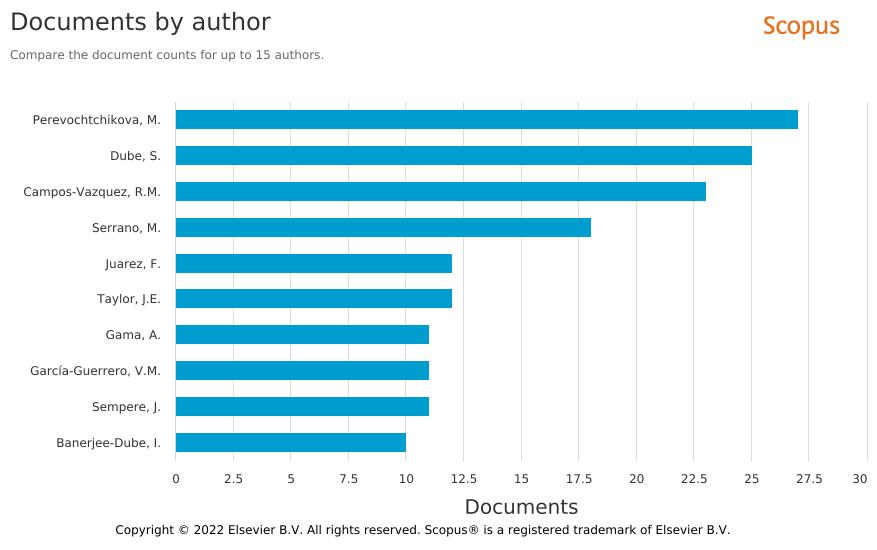 Documents by author
Scopus
Compare the document counts for up to 15 authors.
Perevochtchikova, M.
Dube, S.
Campos-Vazquez, R.M.
Serrano, M.
Juarez, F.
Taylor, J.E.
Gama, A.
García-Guerrero, V.M.
Sempere, J.
Banerjee-Dube, I.
0 2.5 5 7.5 10 12.5 15 17.5 20 22.5 25 27.5 30
Documents
Copyright © 2022 Elsevier B.V. All rights reserved. Scopus® is a registered trademark of Elsevier B.V.